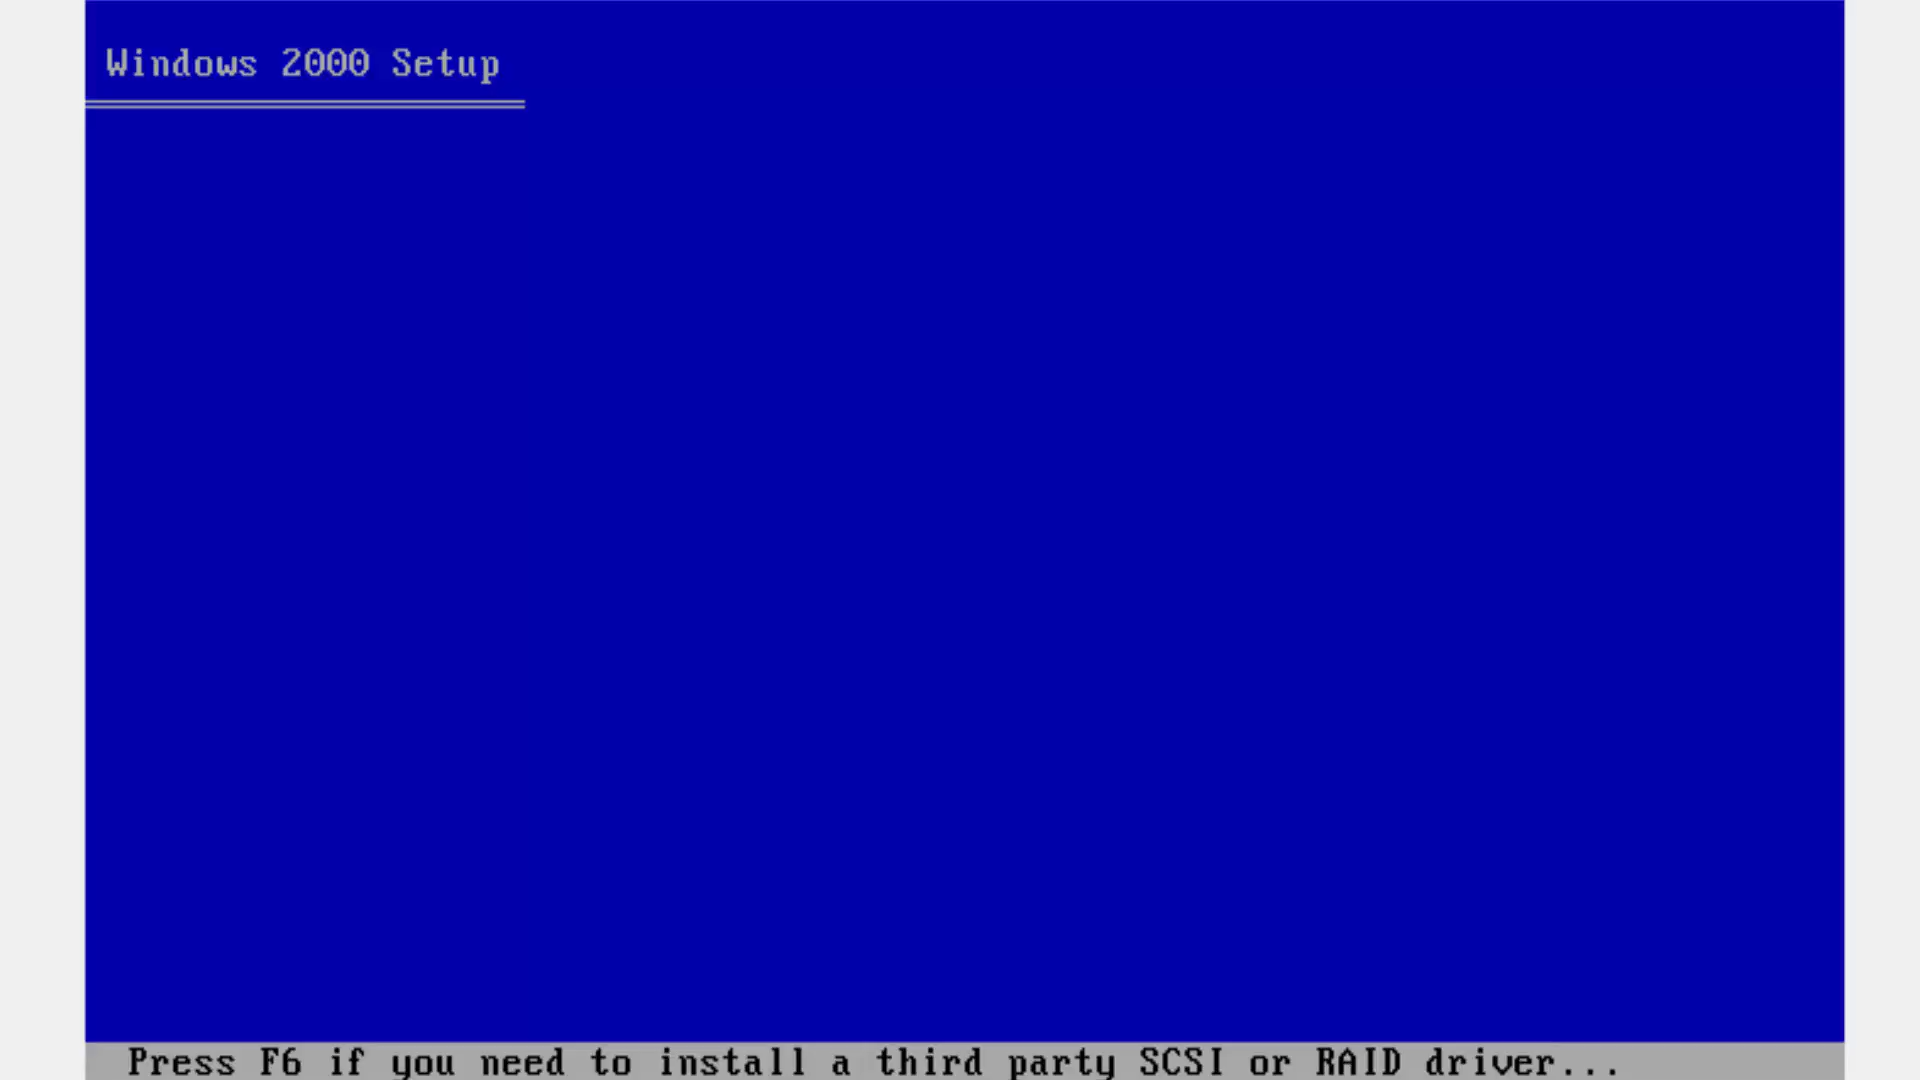 Windows 2000 Setup
Press F6 if you need to install a third party SCSI or RAID driver...